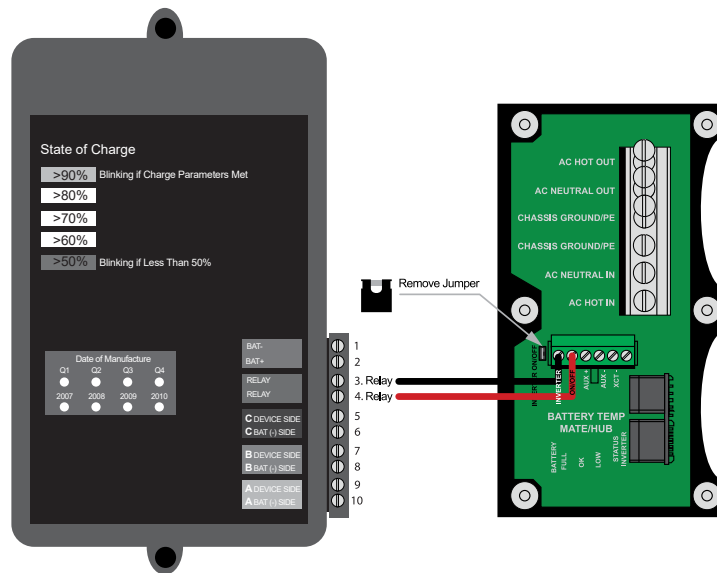 State of Charge
>90% Blinking if Charge Parameters Met
>80%
>70%
>60%
>50% Blinking if Less Than 50%
Date of Manufacture
Q1 Q2 Q3 Q4
2007 2008 2009 2010
BAT-
BAT+
RELAY
RELAY
C DEVICE SIDE
C BAT (-) SIDE
B DEVICE SIDE
B BAT (-) SIDE
A DEVICE SIDE
A BAT (-) SIDE
1
2
3. Relay
4. Relay
5
6
7
8
9
10
Remove Jumper
AC HOT OUT
AC NEUTRAL OUT
CHASSIS GROUND/PE
CHASSIS GROUND/PE
AC NEUTRAL IN
AC HOT IN
INVERTER ON/OFF
INVERTER
ON/OFF
AUX +
AUX -
XCT -
BATTERY TEMP
MATE/HUB
BATTERY
FULL
OK
LOW
STATUS
INVERTER